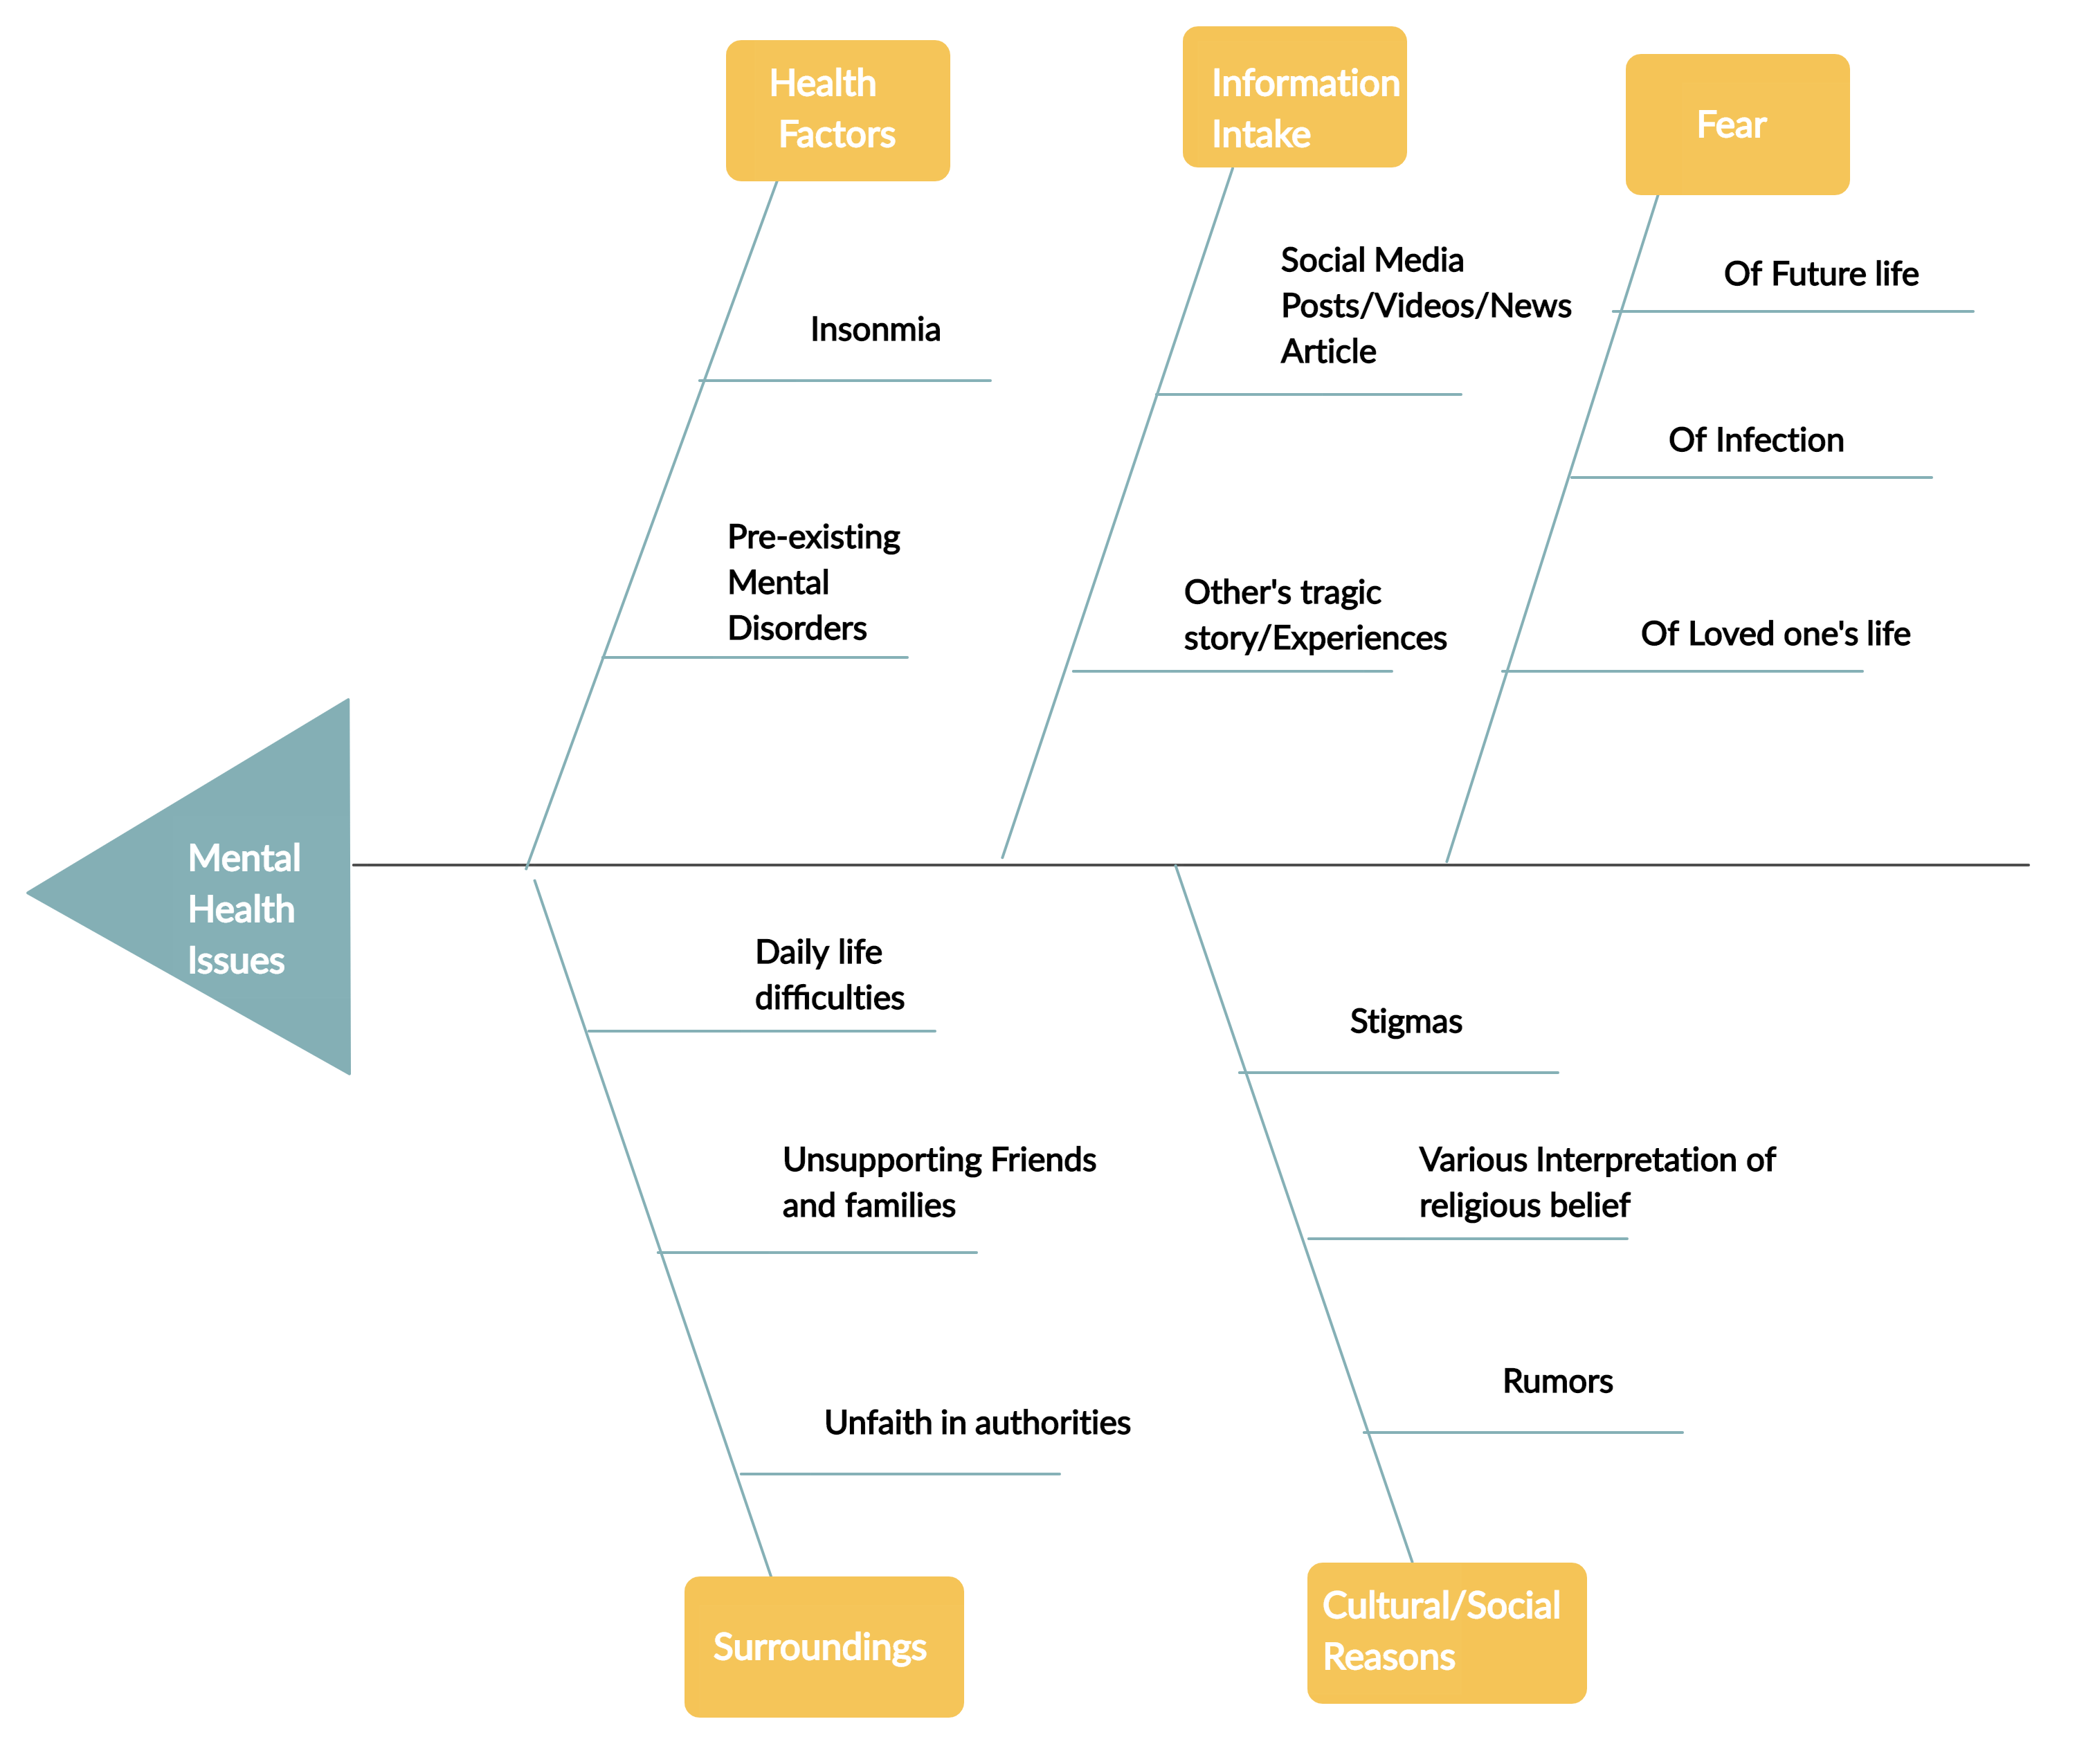 Health
Factors
Information
Intake
Fear
Insonmia
Pre-existing
Mental
Disorders
Social Media
Posts/Videos/News
Article
Other's tragic
story/Experiences
Of Future life
Of Infection
Of Loved one's life
Mental
Health
Issues
Daily life
difficulties
Unsupporting Friends
and families
Unfaith in authorities
Stigmas
Various Interpretation of
religious belief
Rumors
Surroundings
Cultural/Social
Reasons